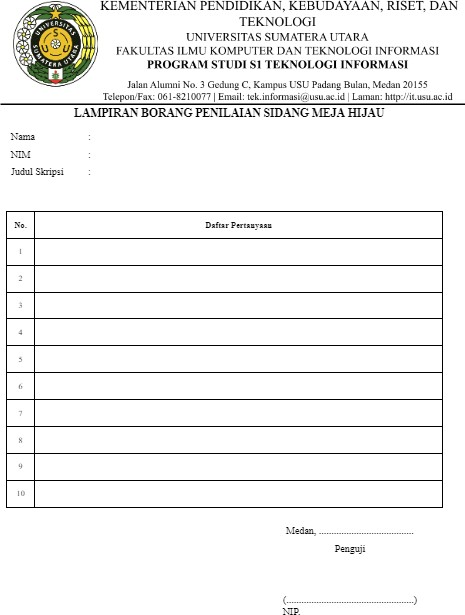 KEMENTERIAN PENDIDIKAN, KEBUDAYAAN, RISET, DAN
TEKNOLOGI
UNIVERSITAS SUMATERA UTARA
FAKULTAS ILMU KOMPUTER DAN TEKNOLOGI INFORMASI
PROGRAM STUDI S1 TEKNOLOGI INFORMASI
Jalan Alumni No. 3 Gedung C, Kampus USU Padang Bulan, Medan 20155
Telepon/Fax: 061-8210077 | Email: tek.informasi@usu.ac.id | Laman: http://it.usu.ac.id
UNIVERSITAS
SUMATERA UTARA
LAMPIRAN BORANG PENILAIAN SIDANG MEJA HIJAU
Nama :
NIM :
Judul Skripsi :
No. Daftar Pertanyaan
1
2
3
4
5
6
7
8
9
10
Medan, ......................................
Penguji
(...................................................)
NIP.